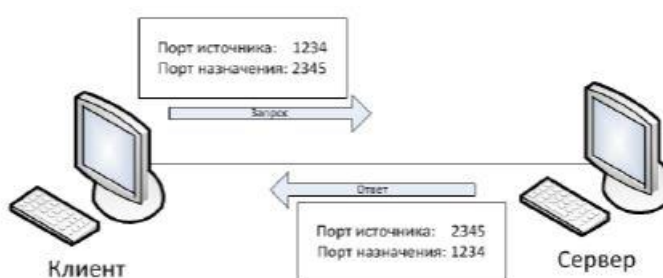 Порт источника: 1234
Порт назначения: 2345
Запрос
Ответ
Порт источника: 2345
Порт назначения: 1234
Клиент
Сервер